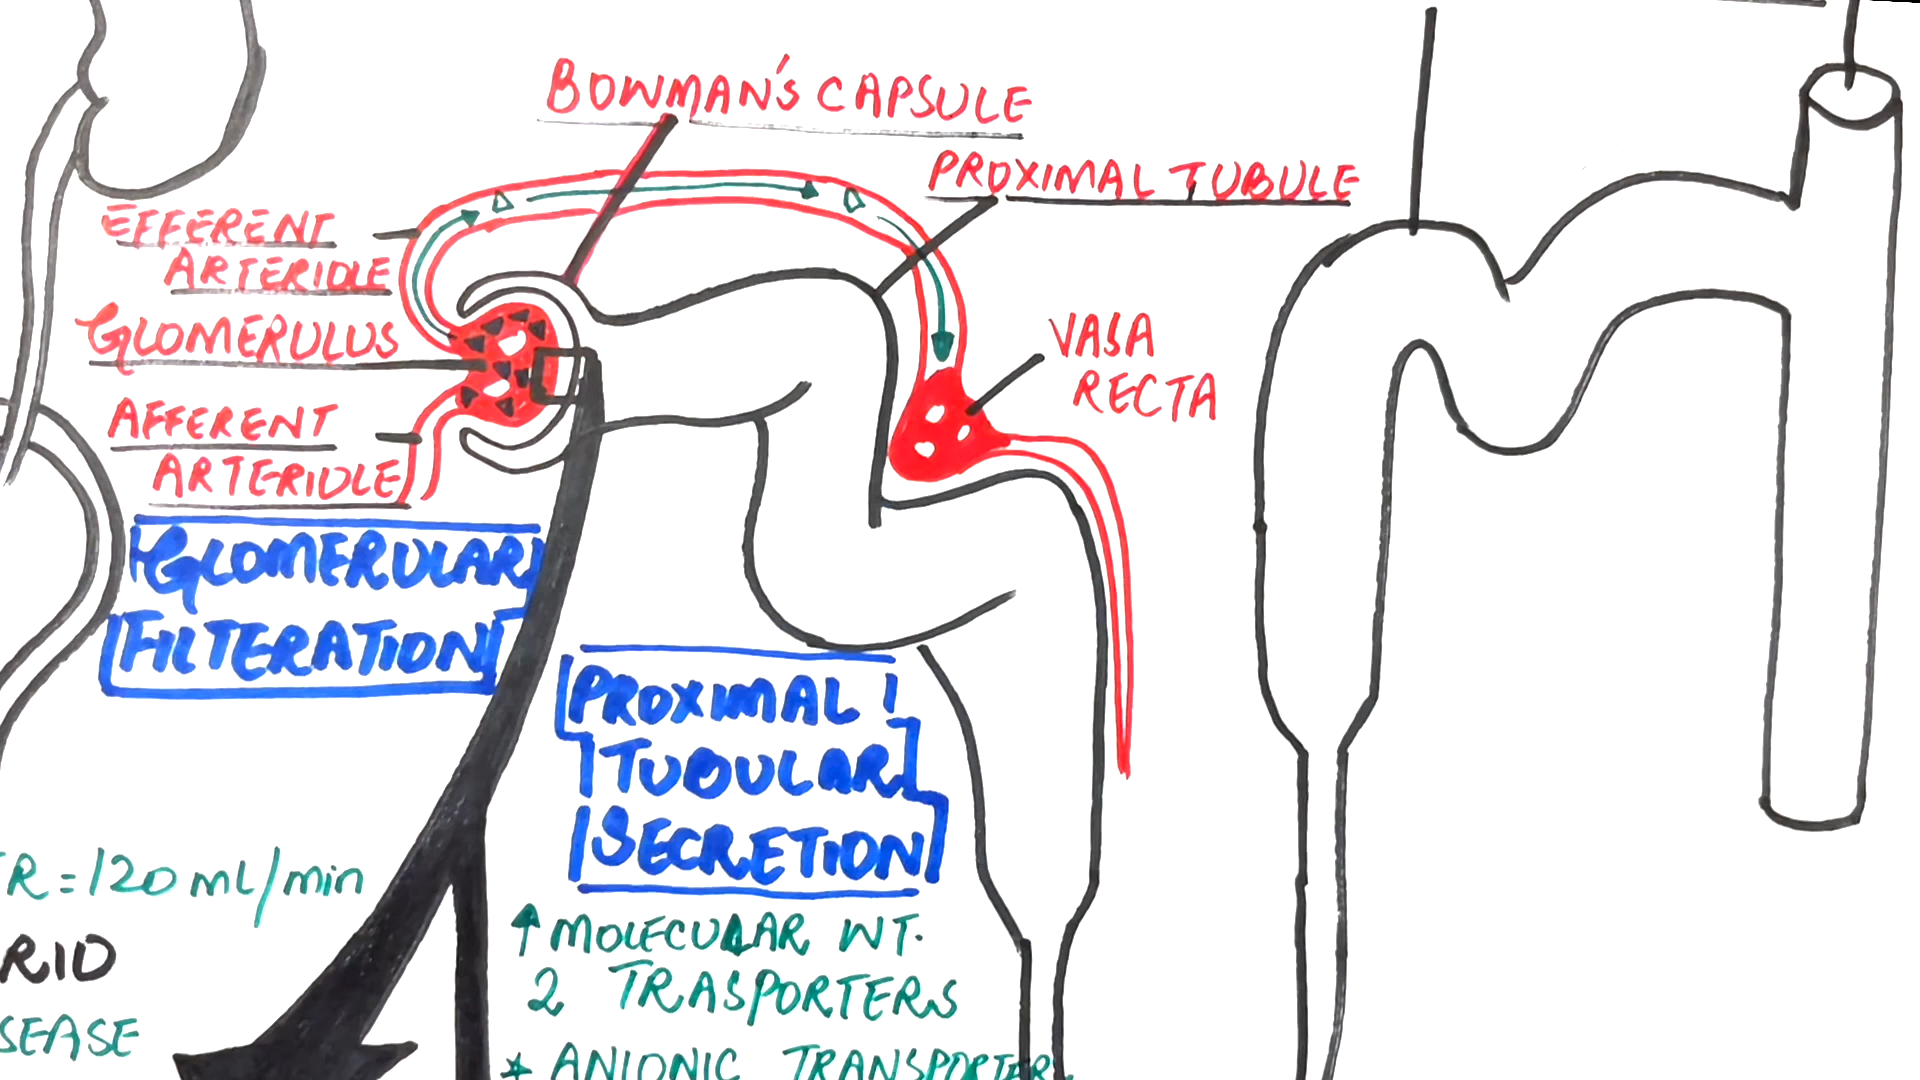 BOWMAN'S CAPSULE
PROXIMAL TUBULE
EFFERENT
ARTERIOLE
GLOMERULUS
AFFERENT
ARTERIOLE
VASA
RECTA
GLOMERULAR
FILTERATION
PROXIMAL
TUBULAR
SECRETION
R = 120 mL/min
RID
SEASE
↑ MOLECULAR WT.
2 TRASPORTERS
* ANIONIC TRANSPORTER